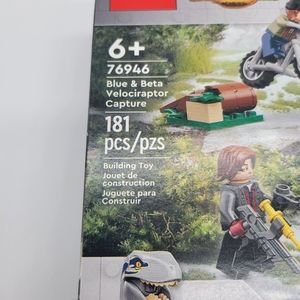 6+
76946
Blue & Beta
Velociraptor
Capture
181
pcs/pzs
Building Toy
Jouet de
construction
Juguete para
Construir